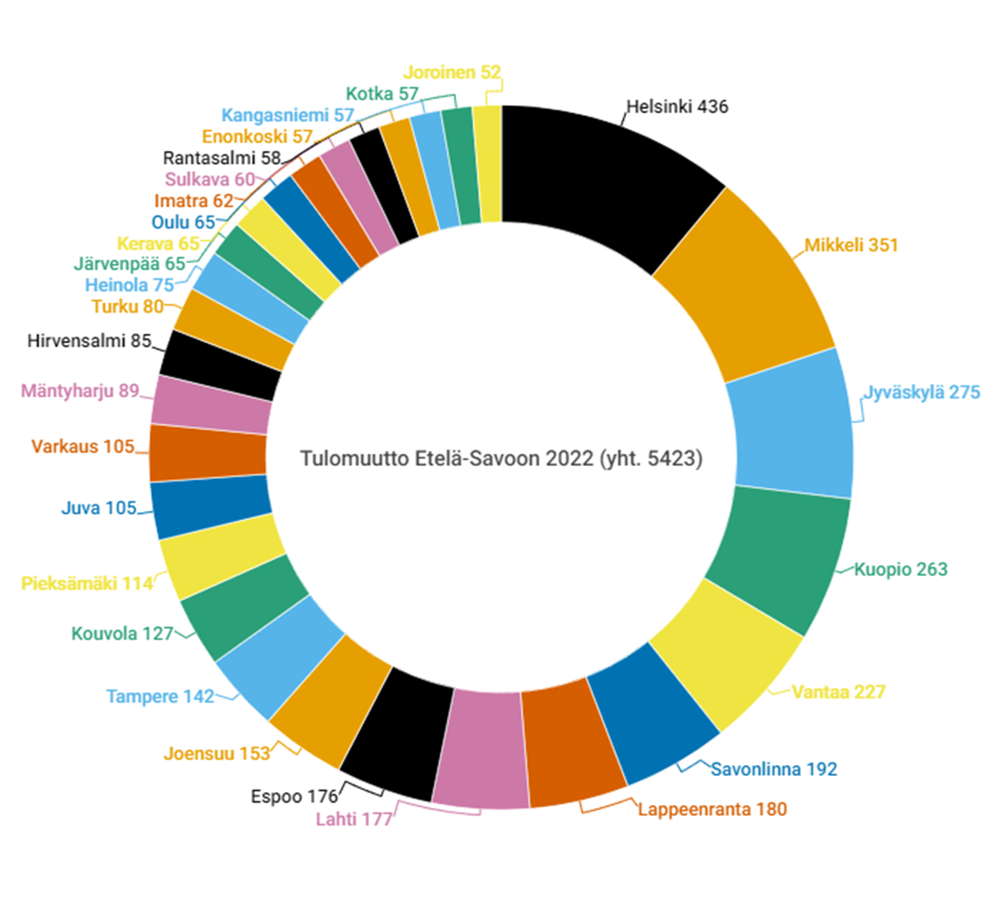 Joroinen 52
Kotka 57
Helsinki 436
Kangasniemi 57
Enonkoski 57
Rantasalmi 58
Sulkava 60
Imatra 62
Oulu 65
Kerava 65
Mikkeli 351
Järvenpää 65
Heinola 75
Turku 80
Hirvensalmi 85
Mäntyharju 89
Jyväskylä 275
Varkaus 105
Tulomuutto Etelä-Savoon 2022 (yht. 5423)
Juva 105
Kuopio 263
Pieksämäki 114
Kouvola 127
Vantaa 227
Tampere 142
Joensuu 153
Savonlinna 192
Espoo 176
Lappeenranta 180
Lahti 177